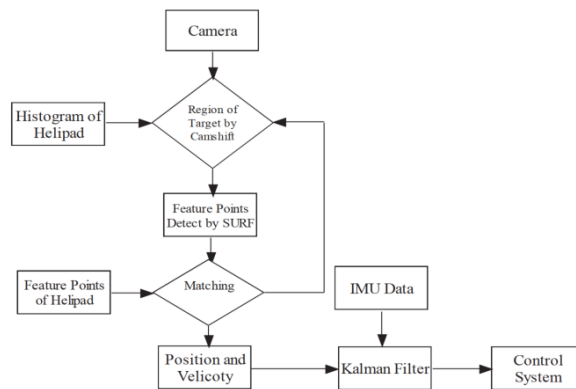 Camera
Histogram of
Helipad
Region of
Target by
Camshift
Feature Points
Detect by SURF
Feature Points
of Helipad
Matching
IMU Data
Position and
Velicoty
Kalman Filter
Control
System